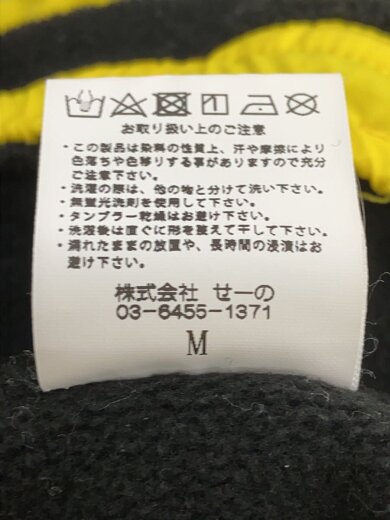 お取り扱い上のご注意
・この製品は染料の性質上、汗や摩擦により
色落ちや色移りする事がありますので充分
ご注意下さい。
・洗濯の際は、他の物と分けて洗い下さい。
・無蛍光洗剤を使用して下さい。
・タンブラー乾燥はお避け下さい。
・洗濯後は直ぐに形を整えて干して下さい。
・濡れたままの放置や、長時間の浸漬はお
避け下さい。
株式会社 せーの
03-6455-1371
M